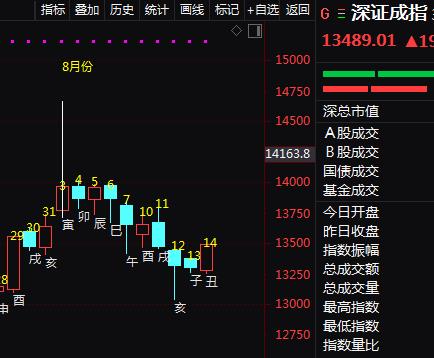 指标 叠加 历史 统计 画线 标记 +自选 返回
G 深证成指
13489.01 ▲19
8月份
15000
14750
14500
14163.8
14000
13750
13500
13250
13000
12750
8 29 30 31 3 4 5 6 7 10 11 12 13 14
申 酉 戌 亥 寅 卯 辰 巳 午 酉 戌 亥 子 丑
深总市值
A股成交
B股成交
国债成交
基金成交
今日开盘
昨日收盘
指数振幅
总成交额
总成交量
最高指数
最低指数
指数量比